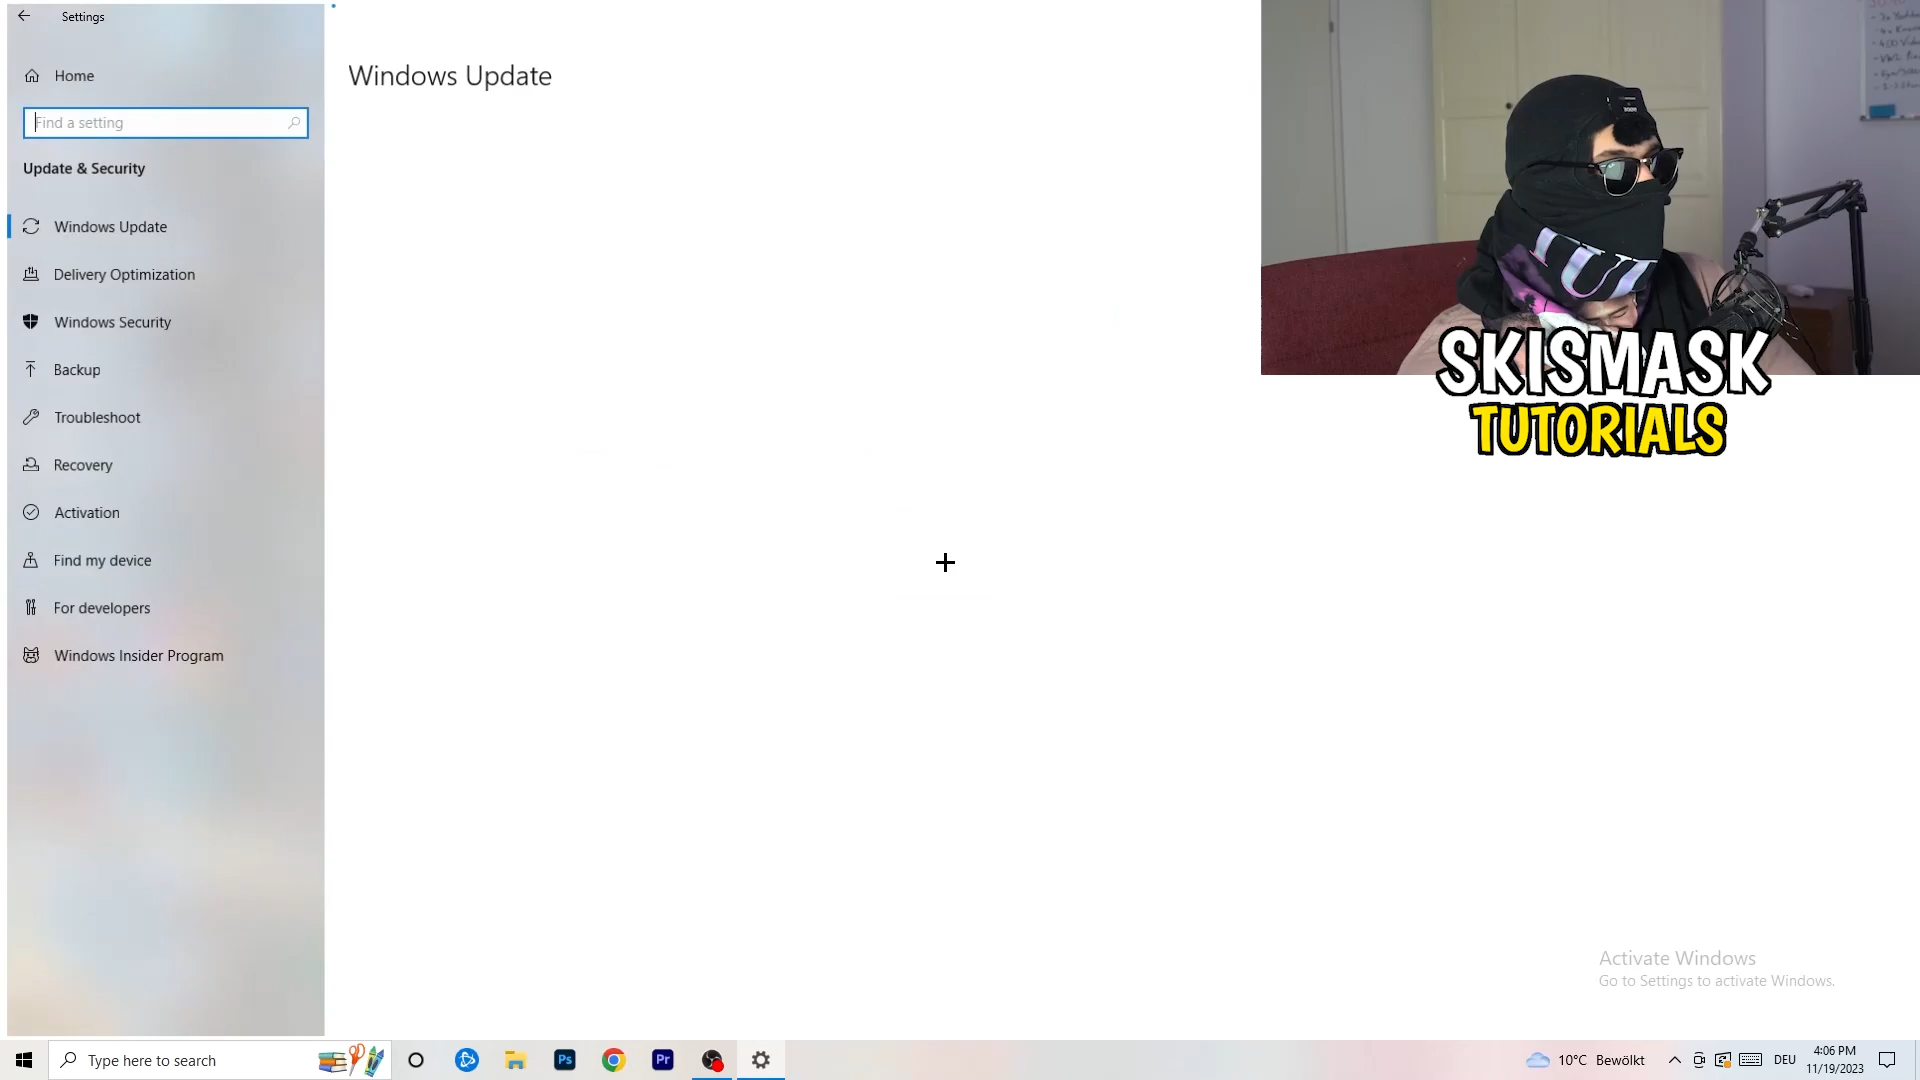 Settings
Home
Find a setting
Update & Security
Windows Update
Delivery Optimization
Windows Security
Backup
Troubleshoot
Recovery
Activation
Find my device
For developers
Windows Insider Program
Windows Update
SKISMASK
TUTORIALS
Activate Windows
Go to Settings to activate Windows.
Type here to search
Ps
Pr
10°C Bewölkt
DEU
4:06 PM
11/19/2023